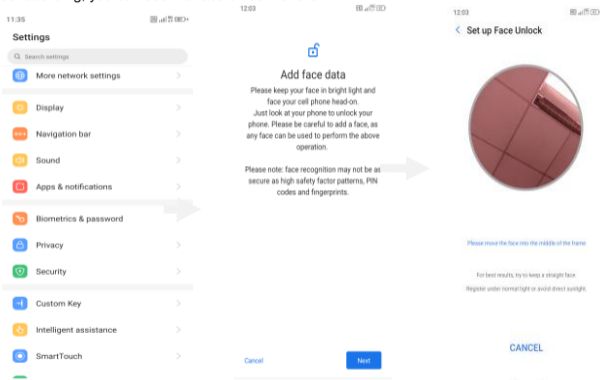 11:35
Settings
Search settings
More network settings
Display
Navigation bar
Sound
Apps & notifications
Biometrics & password
Privacy
Security
Custom Key
Intelligent assistance
SmartTouch
12:03
Add face data
Please keep your face in bright light and
face your cell phone head-on.
Just look at your phone to unlock your
phone. Please be careful to add a face, as
any face can be used to perform the above
operation.
Please note: face recognition may not be as
secure as high safety factor patterns, PIN
codes and fingerprints.
Cancel
Next
12:03
Set up Face Unlock
Please move the face into the middle of the frame
For best results, try to keep a straight face.
Register under normal light or avoid direct sunlight.
CANCEL